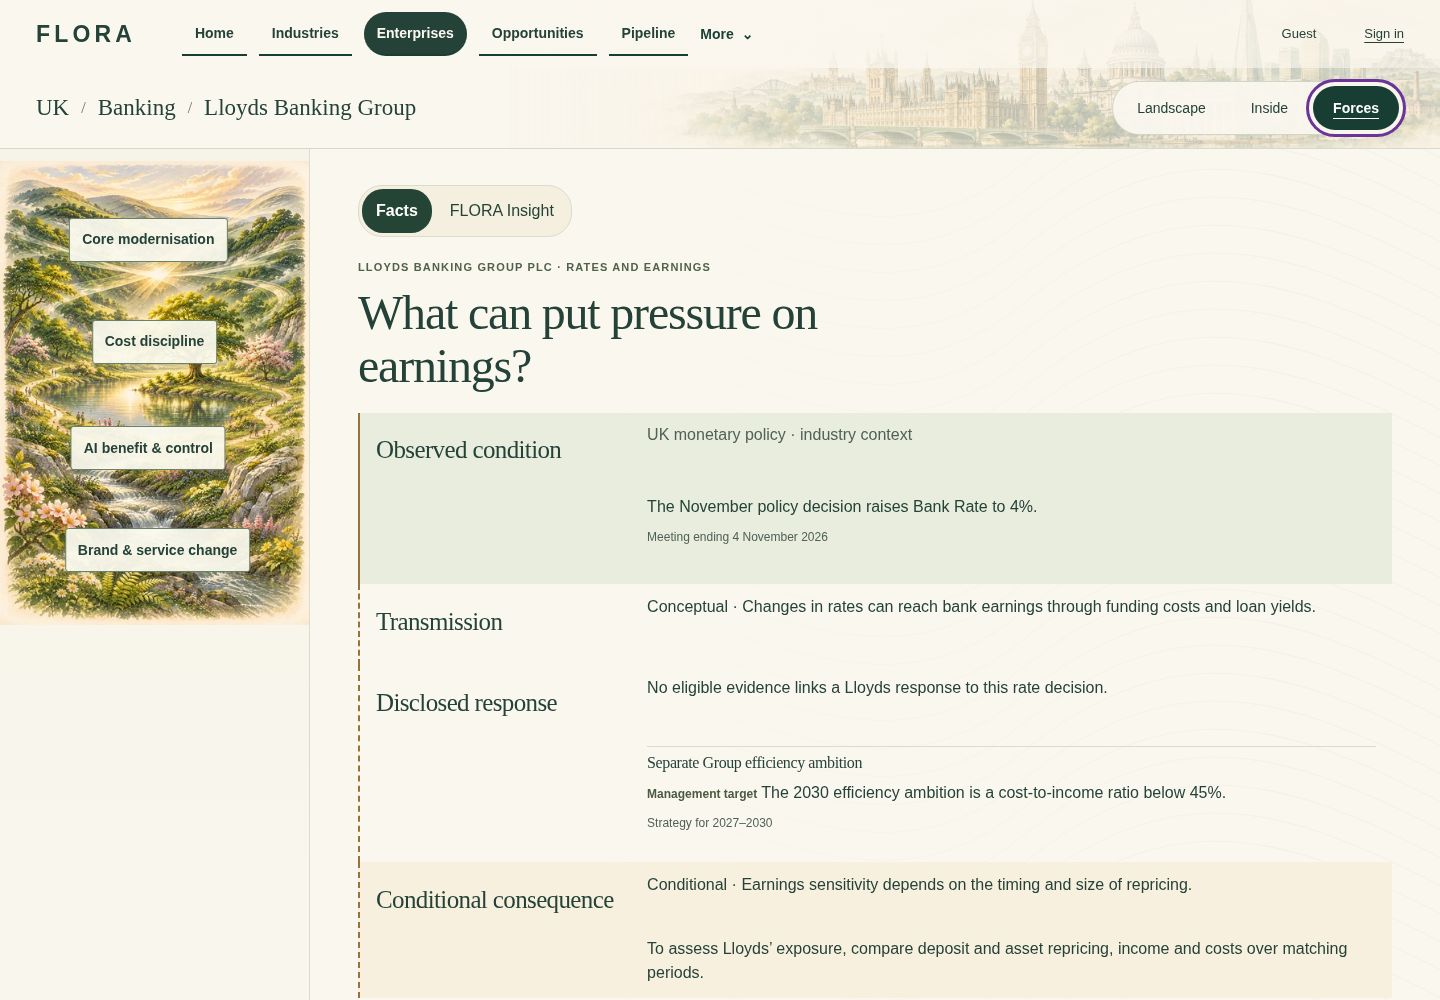 FLORA
Home
Industries
Enterprises
Opportunities
Pipeline
More
Guest
Sign in
UK / Banking / Lloyds Banking Group
Landscape
Inside
Forces
Core modernisation
Cost discipline
AI benefit & control
Brand & service change
Facts
FLORA Insight
LLOYDS BANKING GROUP PLC · RATES AND EARNINGS
What can put pressure on
earnings?
Observed condition
UK monetary policy · industry context
The November policy decision raises Bank Rate to 4%.
Meeting ending 4 November 2026
Transmission
Conceptual · Changes in rates can reach bank earnings through funding costs and loan yields.
Disclosed response
No eligible evidence links a Lloyds response to this rate decision.
Separate Group efficiency ambition
Management target The 2030 efficiency ambition is a cost-to-income ratio below 45%.
Strategy for 2027–2030
Conditional consequence
Conditional · Earnings sensitivity depends on the timing and size of repricing.
To assess Lloyds’ exposure, compare deposit and asset repricing, income and costs over matching
periods.